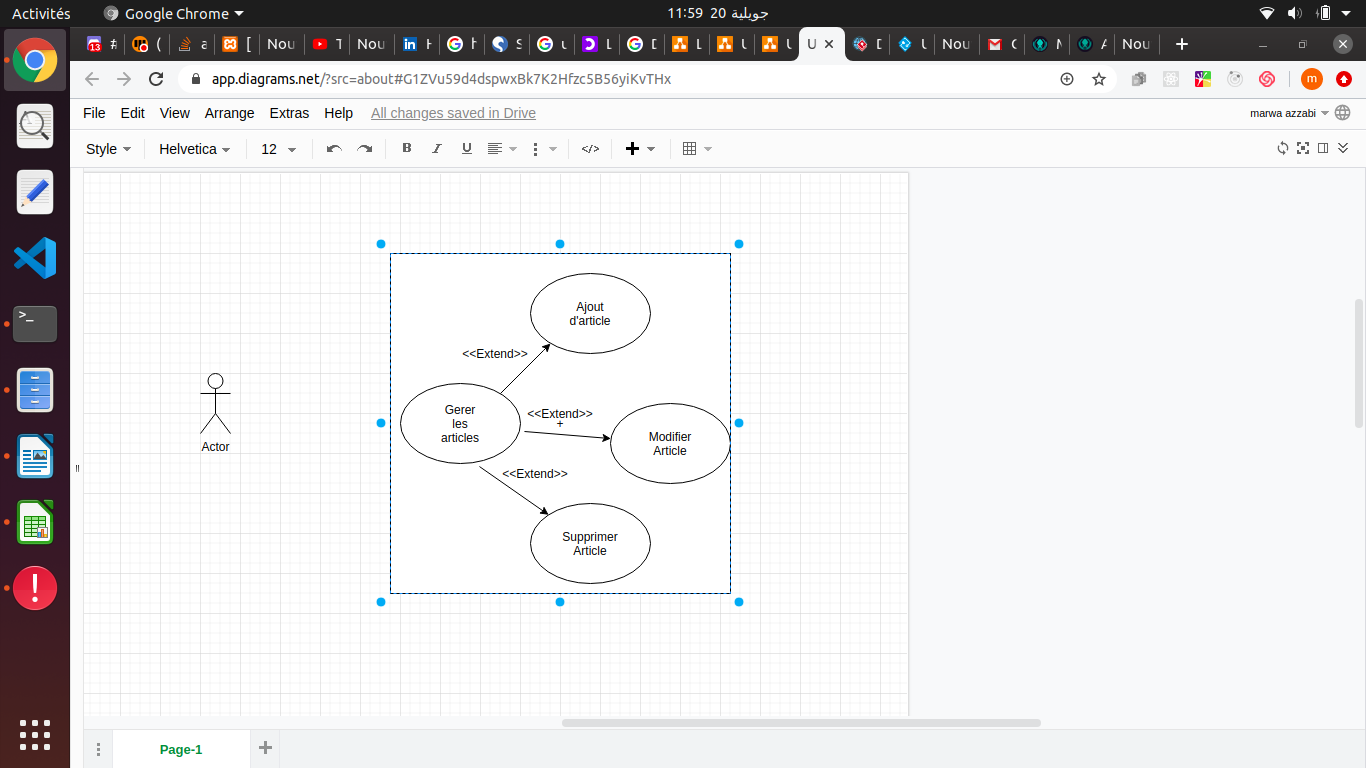 Activités
Google Chrome
11:59 20 جويلية
13
#
(
a
[
Nou
T
Nou
H
h
S
u
L
D
L
U
U
U
D
U
Nou
C
M
A
Nou
app.diagrams.net/?src=about#G1ZVu59d4dspwxBk7K2Hfzc5B56yiKvTHx
m
File Edit View Arrange Extras Help All changes saved in Drive
marwa azzabi
Style Helvetica 12 B I U </>
Ajout
d'article
<<Extend>>
Gerer
les
articles
<<Extend>>
+
Modifier
Article
Actor
<<Extend>>
Supprimer
Article
Page-1